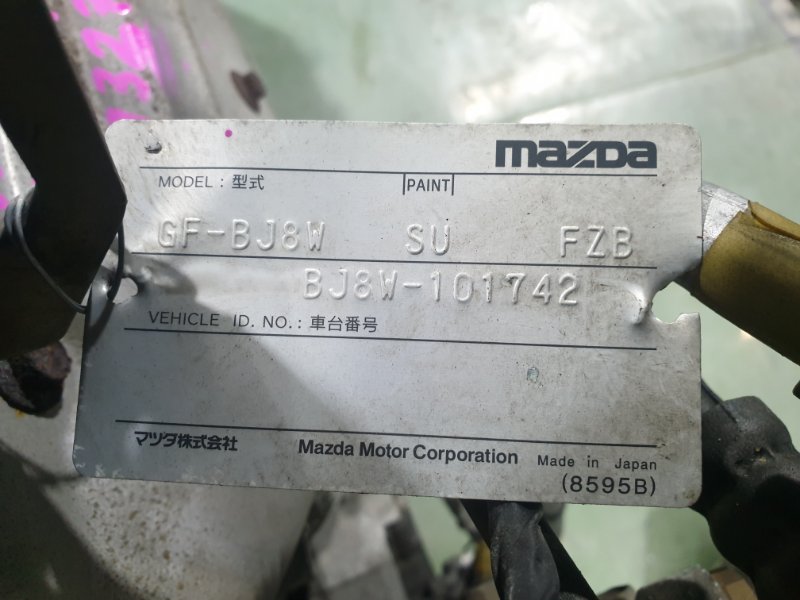 mazda
MODEL : 型式 PAINT
GF-BJ8W SU FZB
BJ8W-101742
VEHICLE ID. NO. : 車台番号
マツダ株式会社 Mazda Motor Corporation Made in Japan
(8595B)